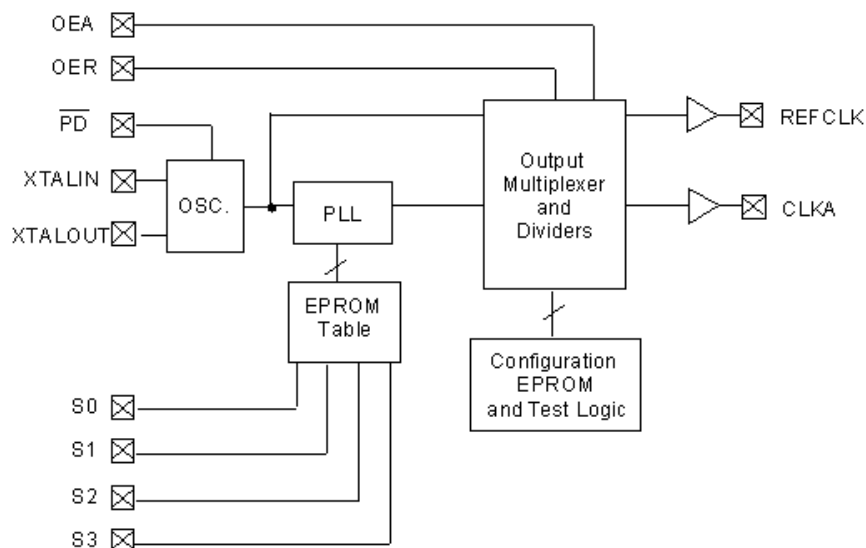 OEA
OER
PD
XTALIN
XTALOUT
OSC.
PLL
EPROM
Table
Output
Multiplexer
and
Dividers
REFCLK
CLKA
Configuration
EPROM
and Test Logic
S0
S1
S2
S3